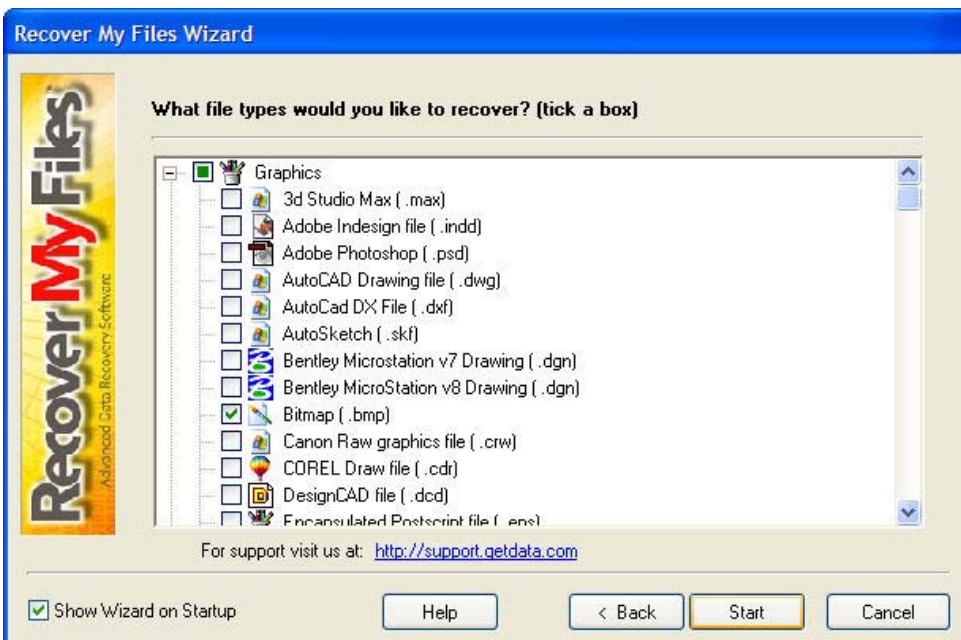 Recover My Files Wizard
Recover My Files
Advanced Data Recovery Software
What file types would you like to recover? (tick a box)
Graphics
3d Studio Max ( .max)
Adobe Indesign file ( .indd)
Adobe Photoshop ( .psd)
AutoCAD Drawing file ( .dwg)
AutoCad DX File ( .dxf)
AutoSketch ( .skf)
Bentley Microstation v7 Drawing ( .dgn)
Bentley MicroStation v8 Drawing ( .dgn)
Bitmap ( .bmp)
Canon Raw graphics file ( .crw)
COREL Draw file ( .cdr)
DesignCAD file ( .dcd)
Encapsulated Postscript file ( .eps)
For support visit us at: http://support.getdata.com
Show Wizard on Startup
Help
< Back
Start
Cancel